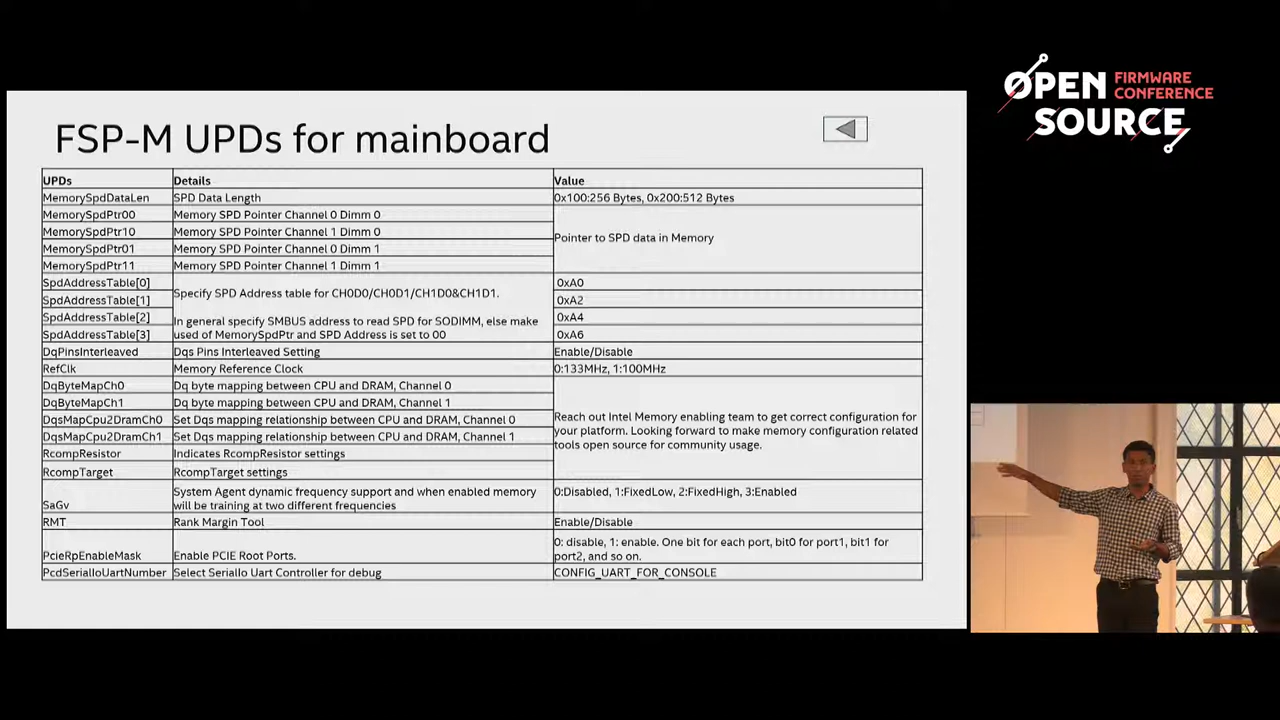 OPEN FIRMWARE
CONFERENCE
SOURCE
FSP-M UPDs for mainboard
UPDs Details Value
MemorySpdDataLen SPD Data Length 0x100:256 Bytes, 0x200:512 Bytes
MemorySpdPtr00 Memory SPD Pointer Channel 0 Dimm 0
MemorySpdPtr10 Memory SPD Pointer Channel 1 Dimm 0
Pointer to SPD data in Memory
MemorySpdPtr01 Memory SPD Pointer Channel 0 Dimm 1
MemorySpdPtr11 Memory SPD Pointer Channel 1 Dimm 1
SpdAddressTable[0] 0xA0
Specify SPD Address table for CH0D0/CH0D1/CH1D0&CH1D1.
SpdAddressTable[1] 0xA2
SpdAddressTable[2] In general specify SMBUS address to read SPD for SODIMM, else make 0xA4
SpdAddressTable[3] used of MemorySpdPtr and SPD Address is set to 00 0xA6
DqPinsInterleaved Dqs Pins Interleaved Setting Enable/Disable
RefClk Memory Reference Clock 0:133MHz, 1:100MHz
DqByteMapCh0 Dq byte mapping between CPU and DRAM, Channel 0
DqByteMapCh1 Dq byte mapping between CPU and DRAM, Channel 1
DqsMapCpu2DramCh0 Set Dqs mapping relationship between CPU and DRAM, Channel 0
DqsMapCpu2DramCh1 Set Dqs mapping relationship between CPU and DRAM, Channel 1
RcompResistor Indicates RcompResistor settings
RcompTarget RcompTarget settings
Reach out Intel Memory enabling team to get correct configuration for
your platform. Looking forward to make memory configuration related
tools open source for community usage.
SaGv System Agent dynamic frequency support and when enabled memory
will be training at two different frequencies
0:Disabled, 1:FixedLow, 2:FixedHigh, 3:Enabled
RMT Rank Margin Tool Enable/Disable
PcieRpEnableMask Enable PCIE Root Ports.
0: disable, 1: enable. One bit for each port, bit0 for port1, bit1 for
port2, and so on.
PcdSerialIoUartNumber Select SerialIo Uart Controller for debug CONFIG_UART_FOR_CONSOLE